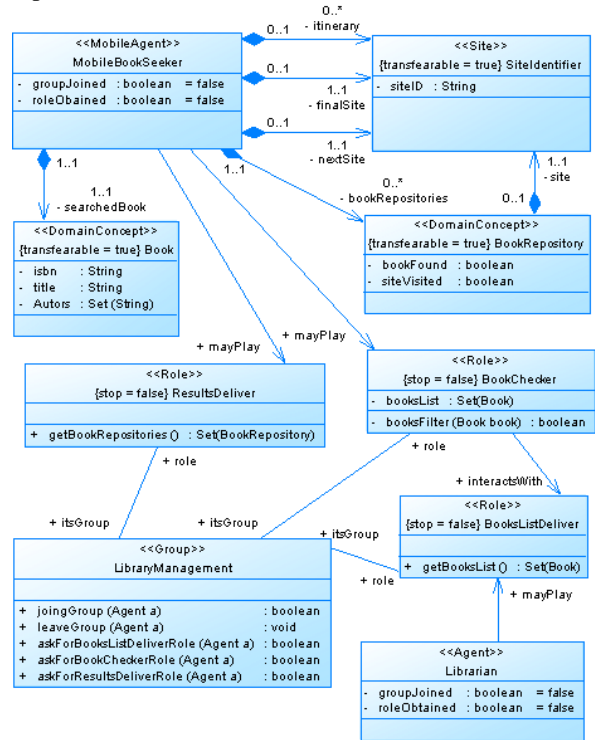 <<MobileAgent>>
MobileBookSeeker
- groupJoined : boolean = false
- roleObained : boolean = false
0..1
0..*
- itinerary
0..1
1..1
- finalSite
0..1
1..1
- nextSite
<<Site>>
{transfearable = true} SiteIdentifier
- siteID : String
1..1
1..1
- searchedBook
1..1
0..*
- bookRepositories
1..1
- site
0..1
<<DomainConcept>>
{transfearable = true} Book
- isbn : String
- title : String
- Autors : Set (String)
<<DomainConcept>>
{transfearable = true} BookRepository
- bookFound : boolean
- siteVisited : boolean
+ mayPlay
+ mayPlay
<<Role>>
{stop = false} ResultsDeliver
+ getBookRepositories () : Set(BookRepository)
<<Role>>
{stop = false} BookChecker
- booksList : Set(Book)
- booksFilter (Book book) : boolean
+ role
+ role
+ interactsWith
+ itsGroup
+ itsGroup
+ itsGroup
+ role
<<Role>>
{stop = false} BooksListDeliver
+ getBooksList () : Set(Book)
+ mayPlay
<<Group>>
LibraryManagement
+ joingGroup (Agent a) : boolean
+ leaveGroup (Agent a) : void
+ askForBooksListDeliverRole (Agent a) : boolean
+ askForBookCheckerRole (Agent a) : boolean
+ askForResultsDeliverRole (Agent a) : boolean
<<Agent>>
Librarian
- groupJoined : boolean = false
- roleObtained : boolean = false